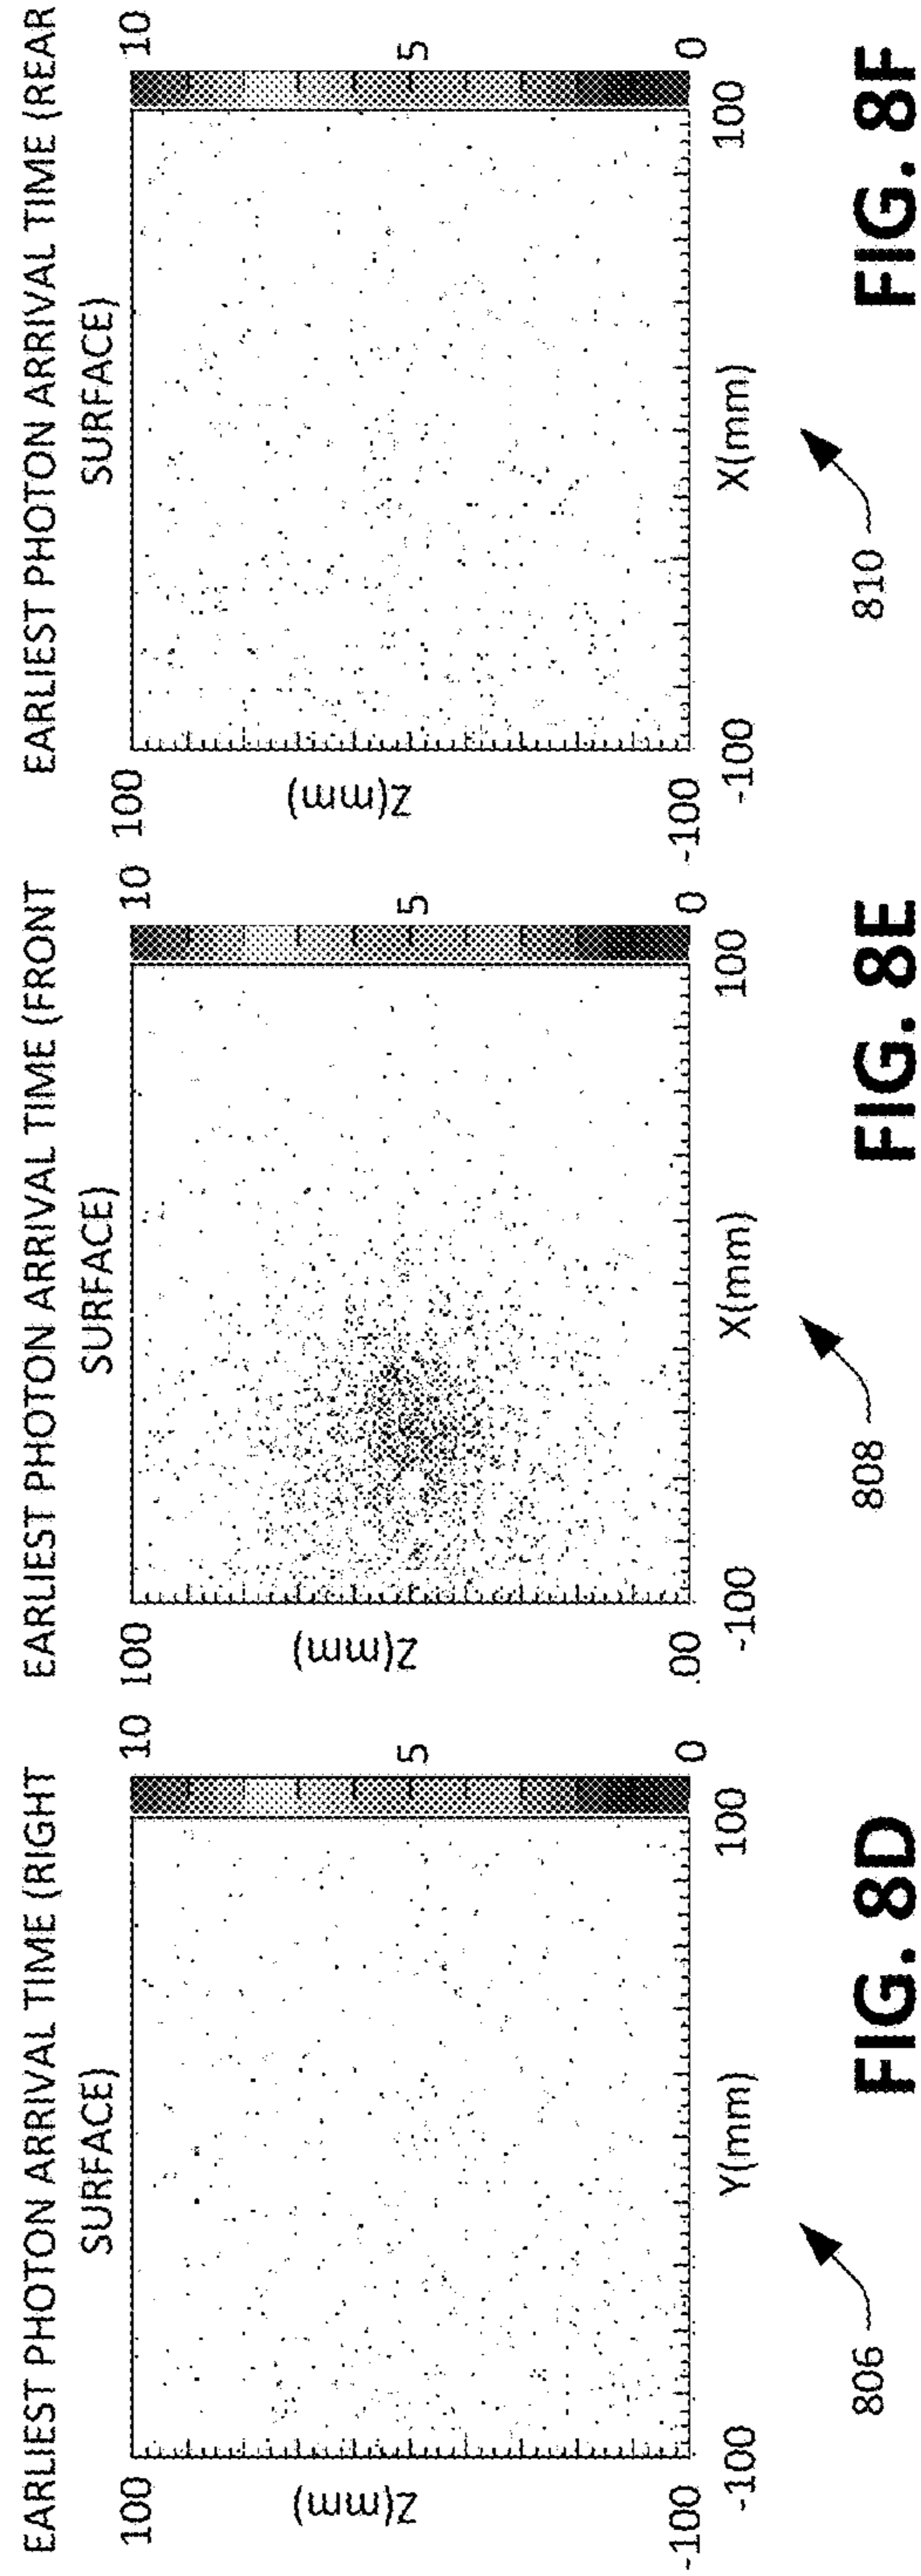 EARLIEST PHOTON ARRIVAL TIME (RIGHT
SURFACE)
100
Z(mm)
-100
-100
Y(mm)
100
10
5
0
806
FIG. 8D
EARLIEST PHOTON ARRIVAL TIME (FRONT
SURFACE)
100
Z(mm)
.00
-100
X(mm)
100
10
5
0
808
FIG. 8E
EARLIEST PHOTON ARRIVAL TIME (REAR
SURFACE)
100
Z(mm)
-100
-100
X(mm)
100
10
5
0
810
FIG. 8F